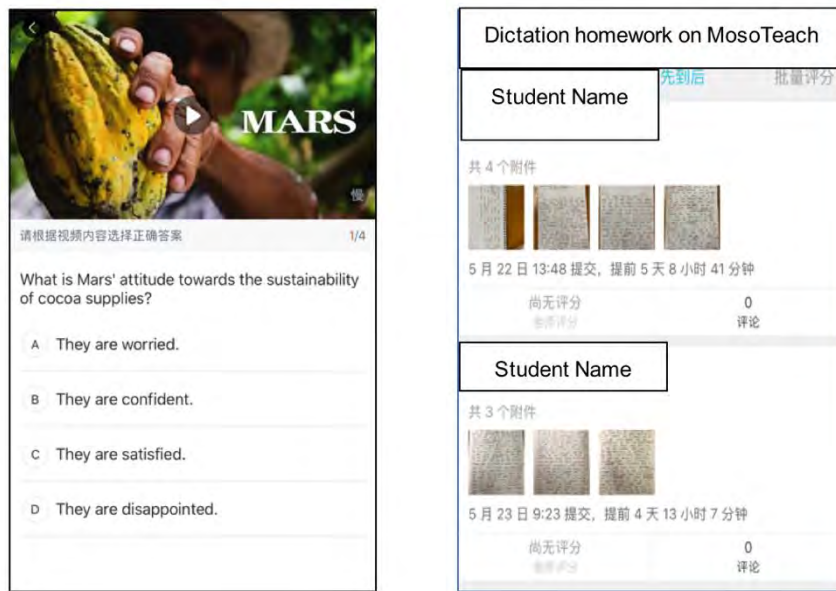 MARS
慢
请根据视频内容选择正确答案 1/4
What is Mars' attitude towards the sustainability
of cocoa supplies?
A They are worried.
B They are confident.
C They are satisfied.
D They are disappointed.
Dictation homework on MosoTeach
先到后 批量评分
Student Name
共 4 个附件
5 月 22 日 13:48 提交，提前 5 天 8 小时 41 分钟
尚无评分 0
评论
Student Name
共 3 个附件
5 月 23 日 9:23 提交，提前 4 天 13 小时 7 分钟
尚无评分 0
评论